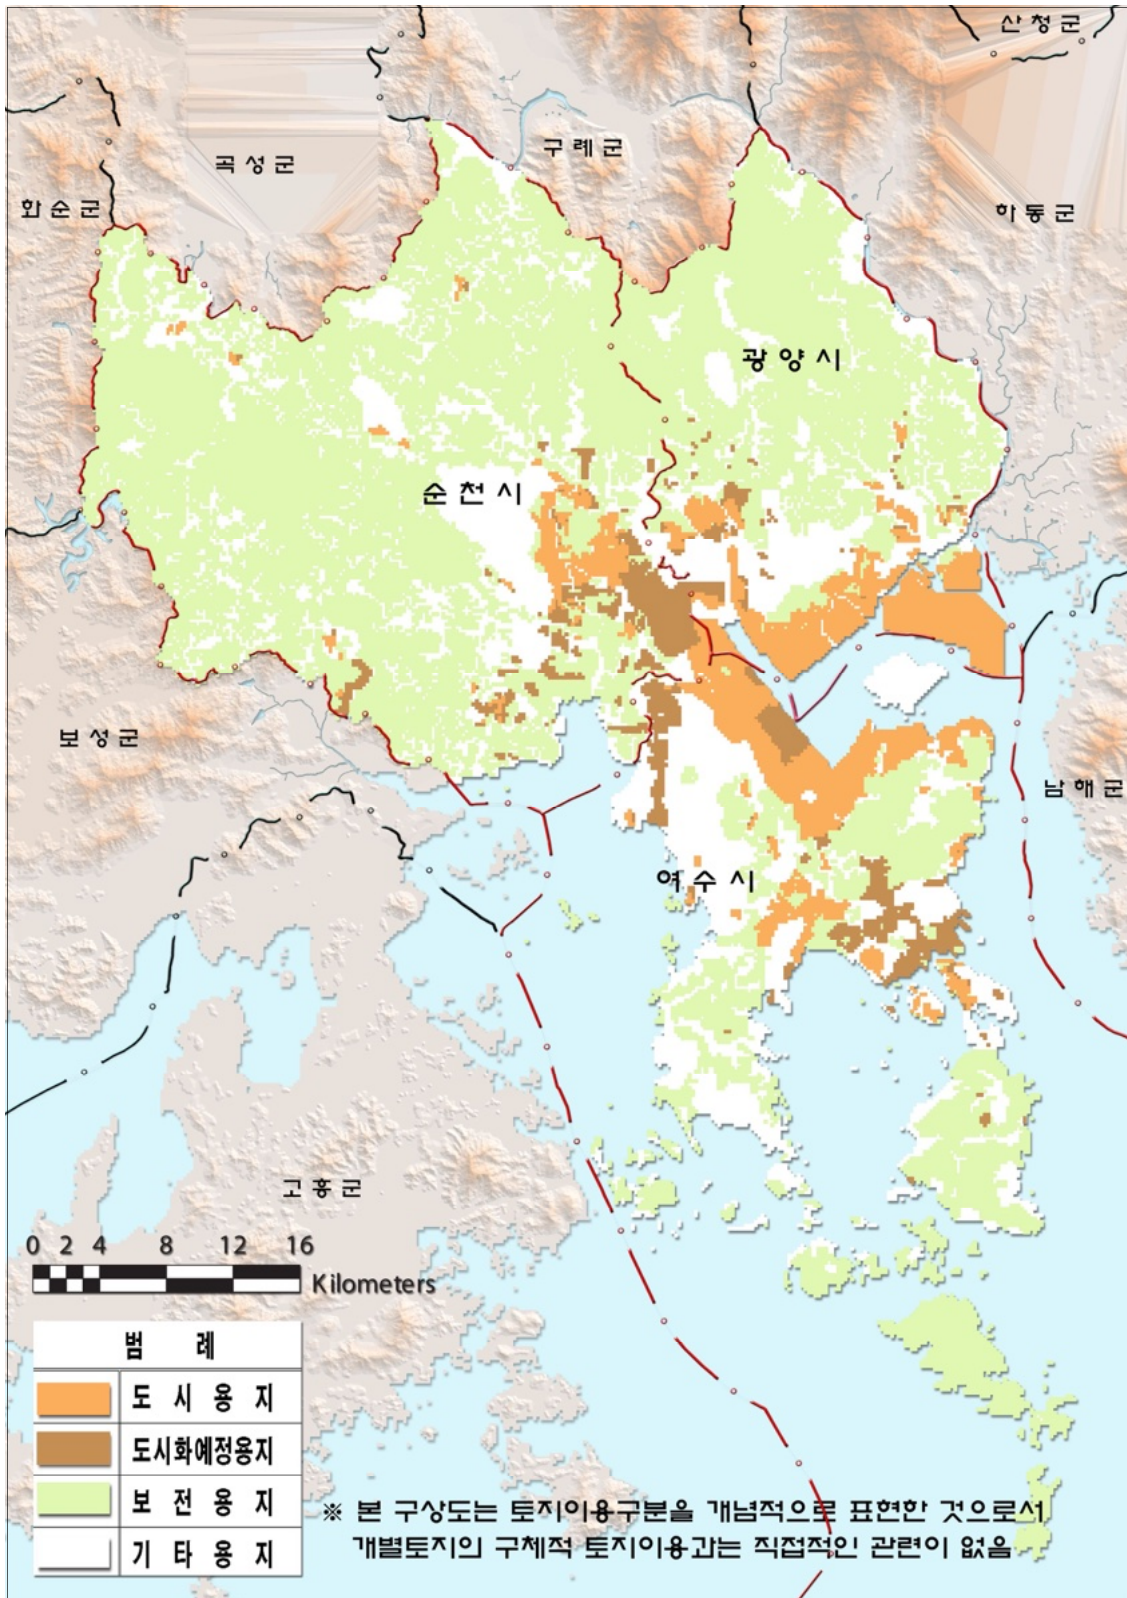 산청군
구례군
곡성군
화순군
하동군
광양시
순천시
보성군
남해군
여수시
고흥군
0 2 4 8 12 16
Kilometers
범 례
도 시 용 지
도시화예정용지
보 전 용 지
기 타 용 지
※ 본 구상도는 토지이용구분을 개념적으로 표현한 것으로서
개별토지의 구체적 토지이용과는 직접적인 관련이 없음